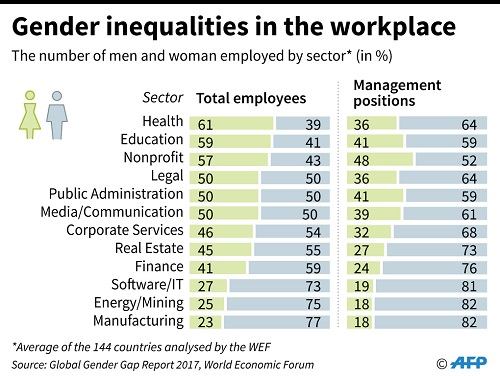 Gender inequalities in the workplace
The number of men and woman employed by sector* (in %)
Sector Total employees Management positions
Health 61 39 36 64
Education 59 41 41 59
Nonprofit 57 43 48 52
Legal 50 50 36 64
Public Administration 50 50 41 59
Media/Communication 50 50 39 61
Corporate Services 46 54 32 68
Real Estate 45 55 27 73
Finance 41 59 24 76
Software/IT 27 73 19 81
Energy/Mining 25 75 18 82
Manufacturing 23 77 18 82
*Average of the 144 countries analysed by the WEF
Source: Global Gender Gap Report 2017, World Economic Forum
© AFP